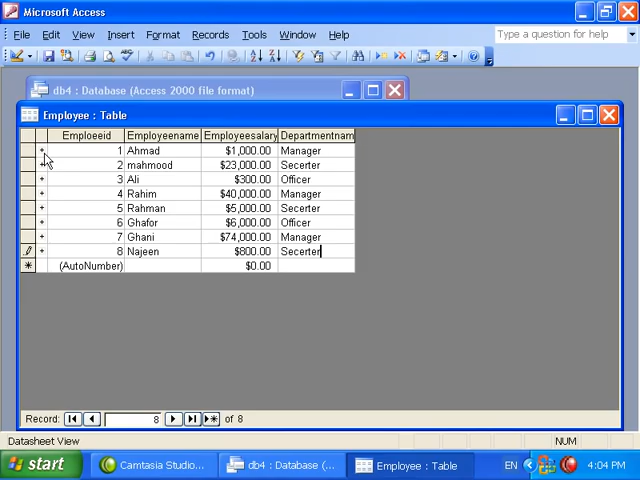 Microsoft Access
File Edit View Insert Format Records Tools Window Help Type a question for help
db4 : Database (Access 2000 file format)
Employee : Table
Emploeeid Employeename Employeesalary Departmentnam
1 Ahmad $1,000.00 Manager
2 mahmood $23,000.00 Secerter
3 Ali $300.00 Officer
4 Rahim $40,000.00 Manager
5 Rahman $5,000.00 Secerter
6 Ghafor $6,000.00 Officer
7 Ghani $74,000.00 Manager
8 Najeen $800.00 Secerter
(AutoNumber) $0.00
Record: 8 of 8
Datasheet View NUM
start Camtasia Studio... db4 : Database (... Employee : Table EN 4:04 PM